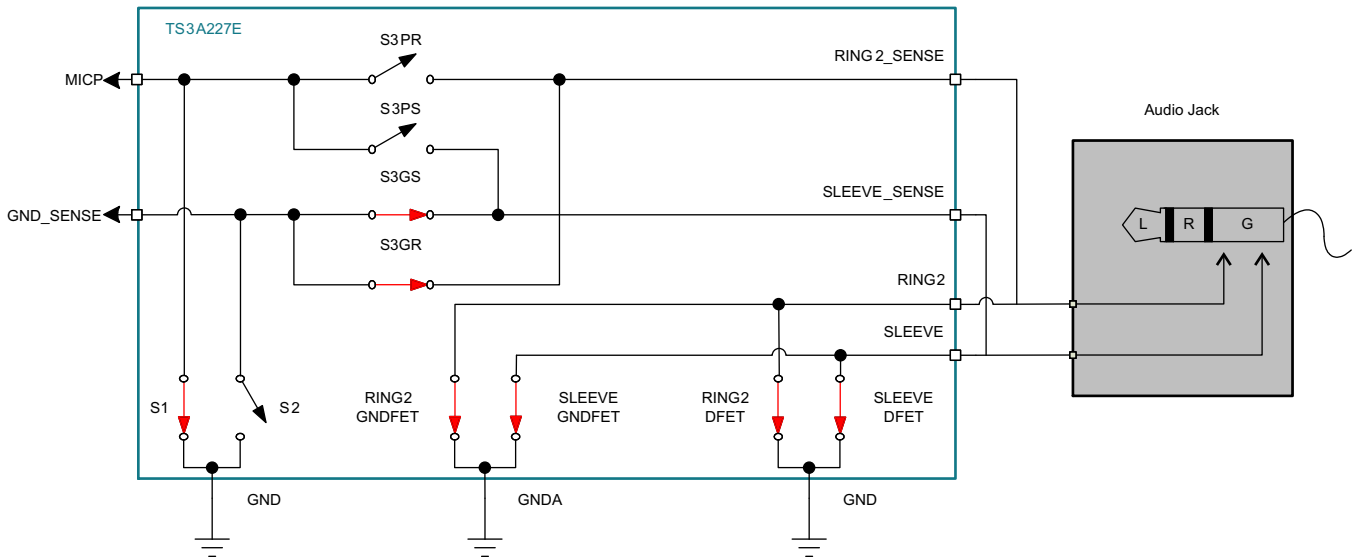 TS3A227E
S3PR
RING2_SENSE
MICP
S3PS
Audio Jack
S3GS
SLEEVE_SENSE
GND_SENSE
L R G
S3GR
RING2
SLEEVE
S1
S2
RING2
GNDFET
SLEEVE
GNDFET
RING2
DFET
SLEEVE
DFET
GND
GNDA
GND